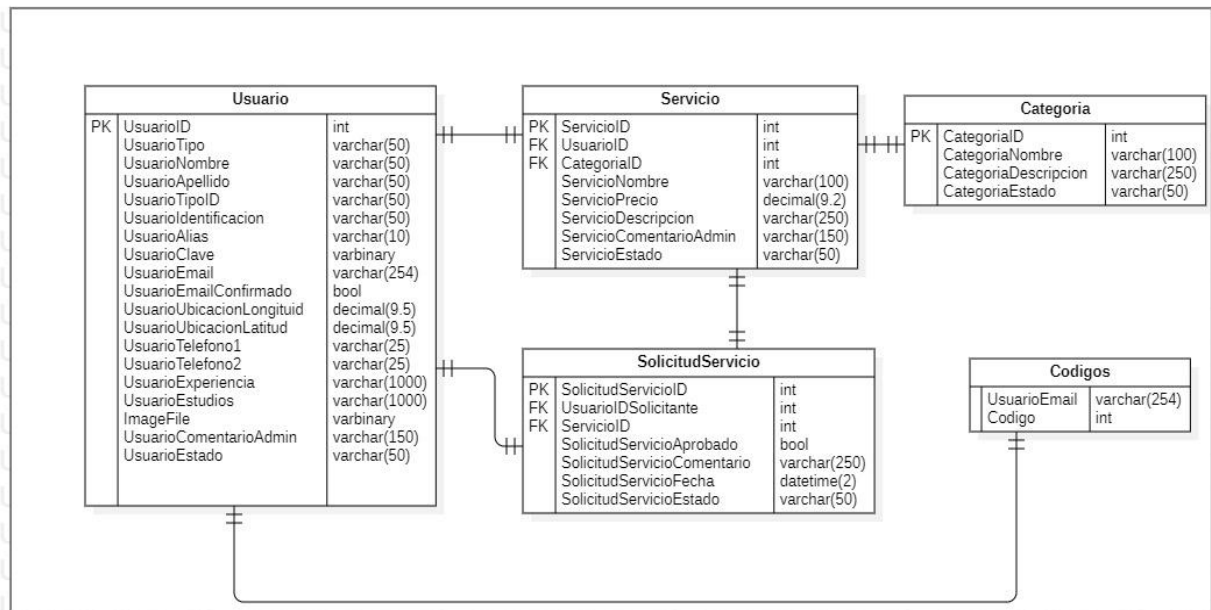 Usuario
PK UsuarioID int
UsuarioTipo varchar(50)
UsuarioNombre varchar(50)
UsuarioApellido varchar(50)
UsuarioTipoID varchar(50)
UsuarioIdentificacion varchar(50)
UsuarioAlias varchar(10)
UsuarioClave varbinary
UsuarioEmail varchar(254)
UsuarioEmailConfirmado bool
UsuarioUbicacionLongituid decimal(9.5)
UsuarioUbicacionLatitud decimal(9.5)
UsuarioTelefono1 varchar(25)
UsuarioTelefono2 varchar(25)
UsuarioExperiencia varchar(1000)
UsuarioEstudios varchar(1000)
ImageFile varbinary
UsuarioComentarioAdmin varchar(150)
UsuarioEstado varchar(50)
Servicio
PK ServicioID int
FK UsuarioID int
FK CategoriaID int
ServicioNombre varchar(100)
ServicioPrecio decimal(9.2)
ServicioDescripcion varchar(250)
ServicioComentarioAdmin varchar(150)
ServicioEstado varchar(50)
Categoria
PK CategoriaID int
CategoriaNombre varchar(100)
CategoriaDescripcion varchar(250)
CategoriaEstado varchar(50)
SolicitudServicio
PK SolicitudServicioID int
FK UsuarioIDSolicitante int
FK ServicioID int
SolicitudServicioAprobado bool
SolicitudServicioComentario varchar(250)
SolicitudServicioFecha datetime(2)
SolicitudServicioEstado varchar(50)
Codigos
UsuarioEmail varchar(254)
Codigo int